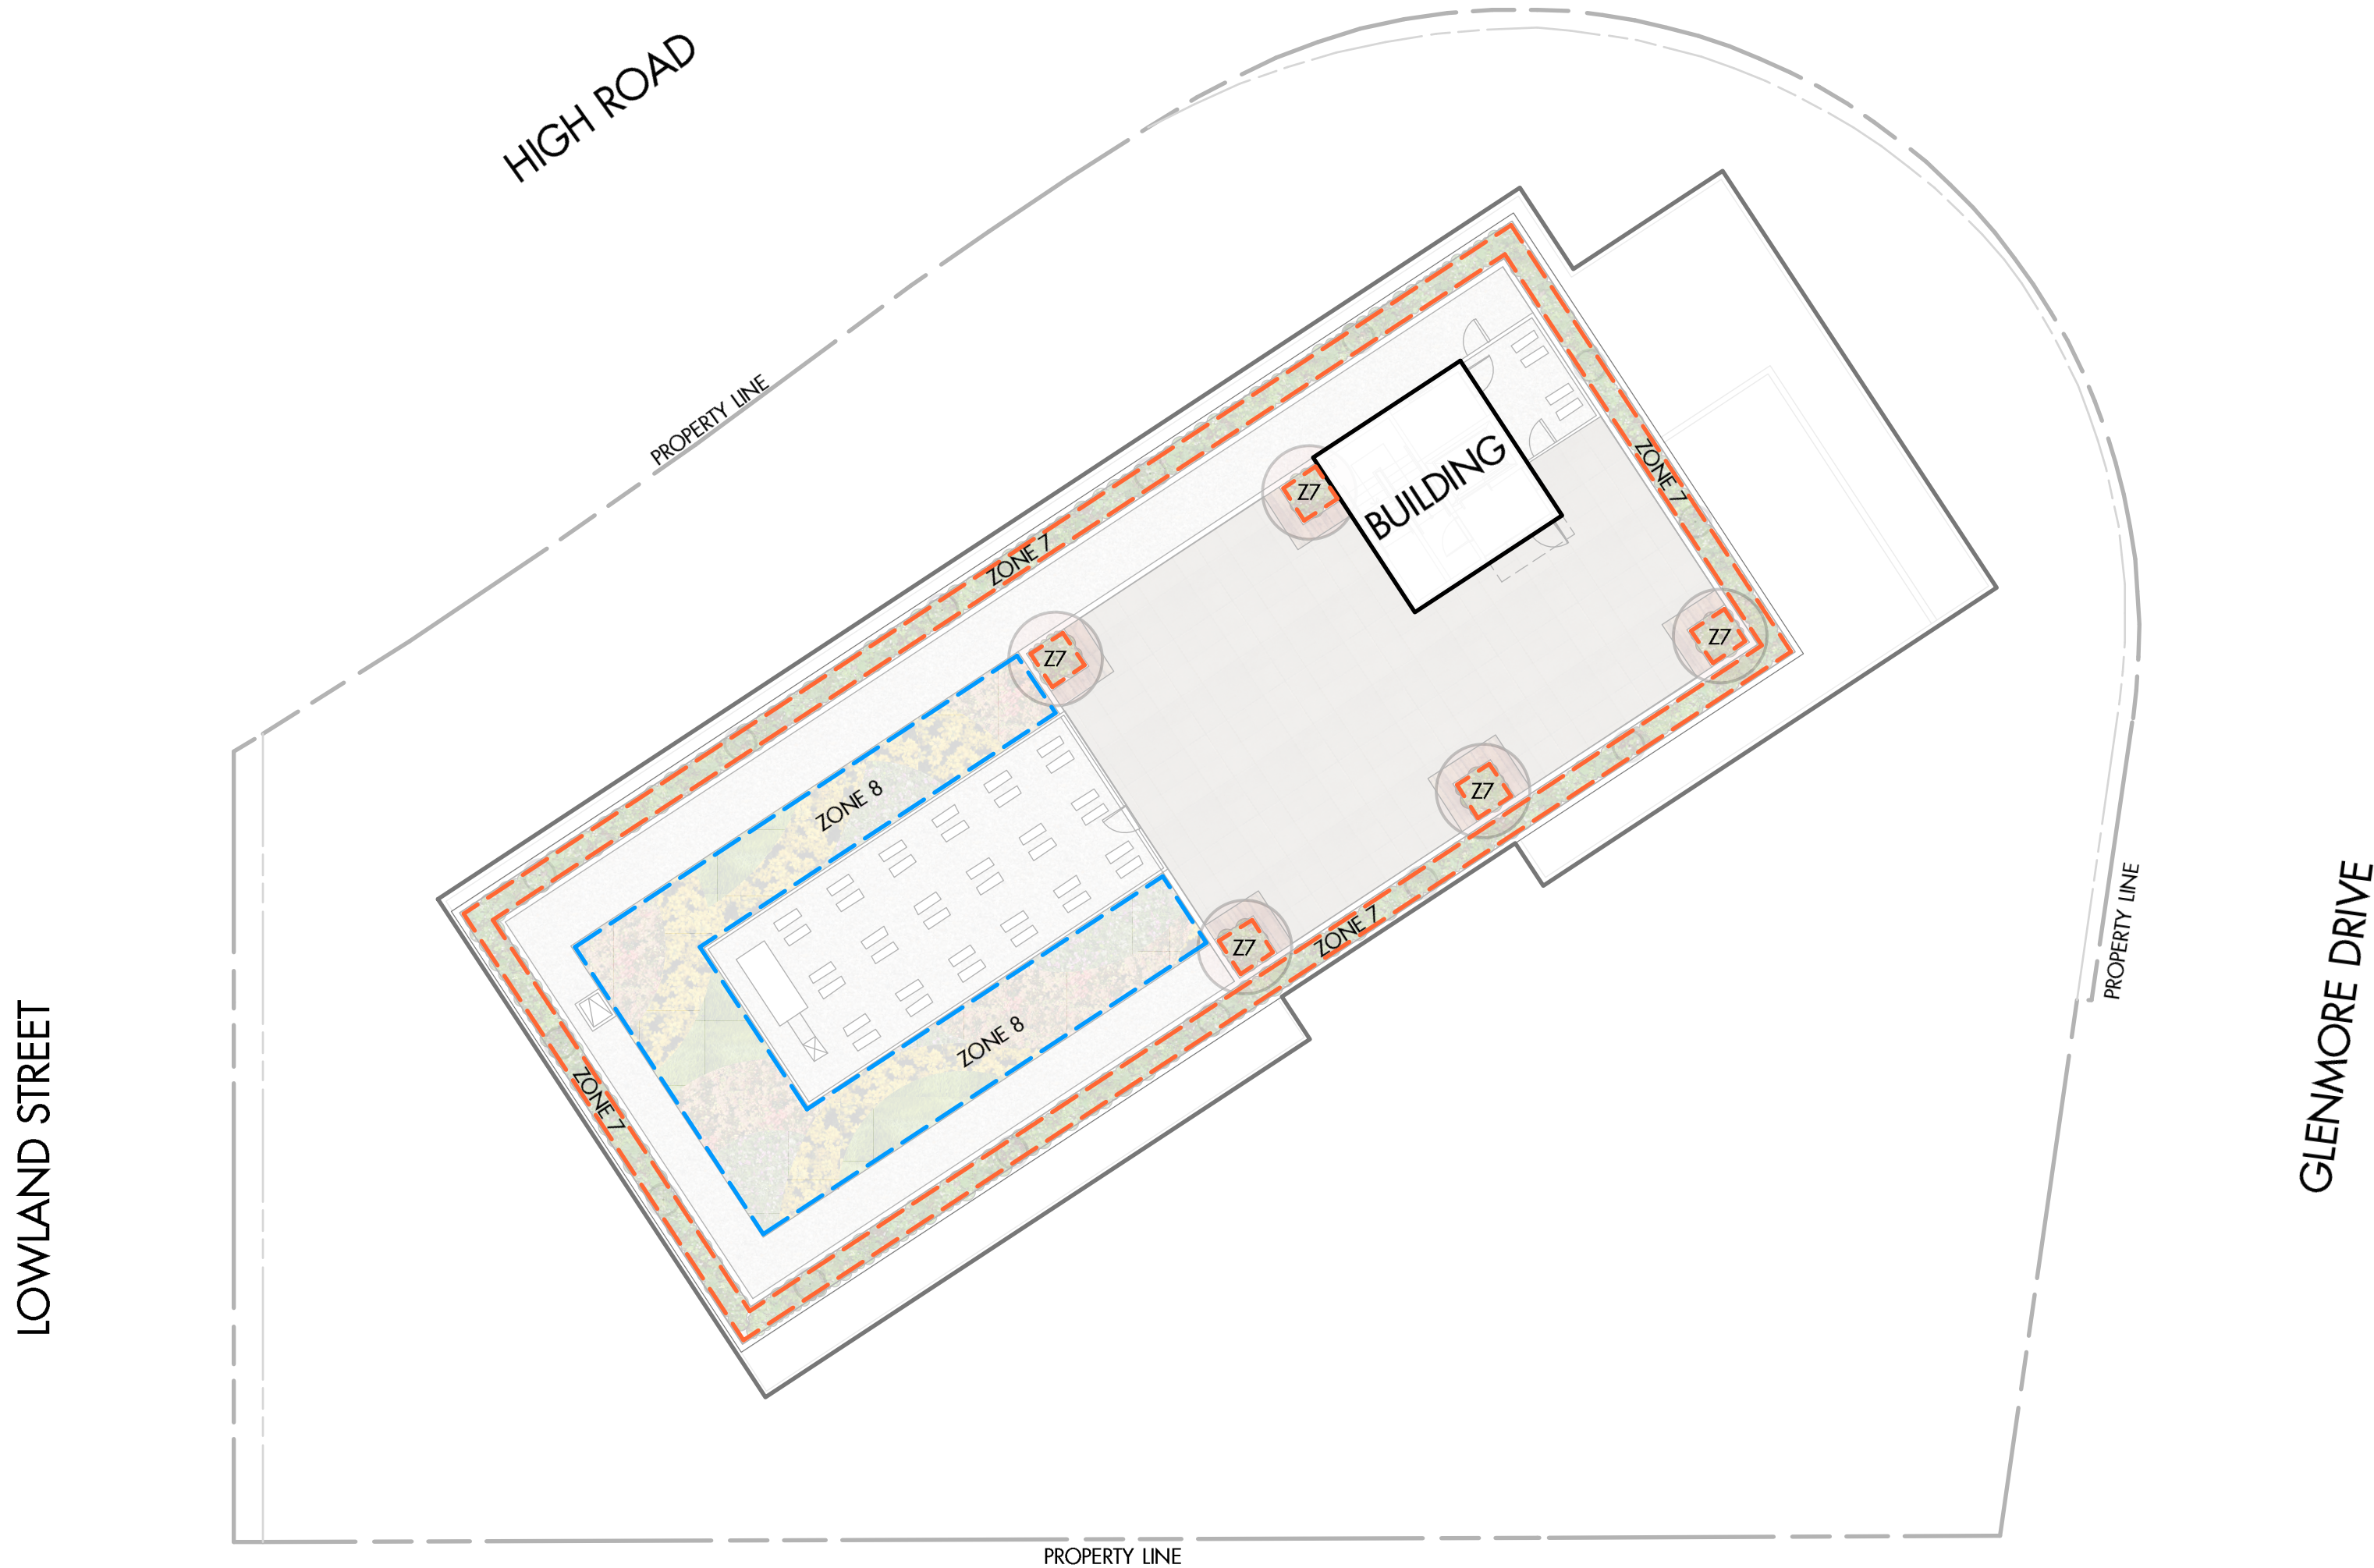 HIGH ROAD
PROPERTY LINE
BUILDING
ZONE 7
Z7
ZONE 7
Z7
Z7
Z7
ZONE 8
PROPERTY LINE
ZONE 7
Z7
GLENMORE DRIVE
ZONE 8
ZONE 7
LOWLAND STREET
PROPERTY LINE